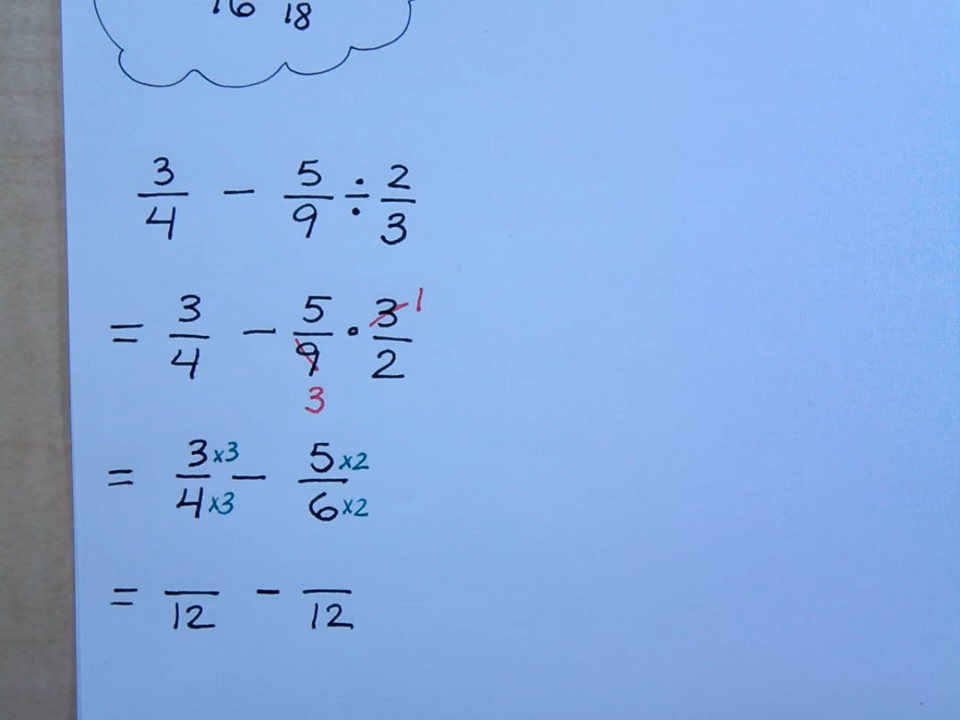 16 18
3/4 - 5/9 ÷ 2/3
= 3/4 - 5/9 · 3/2 1
3
= 3×3/4×3 - 5×2/6×2
= /12 - /12